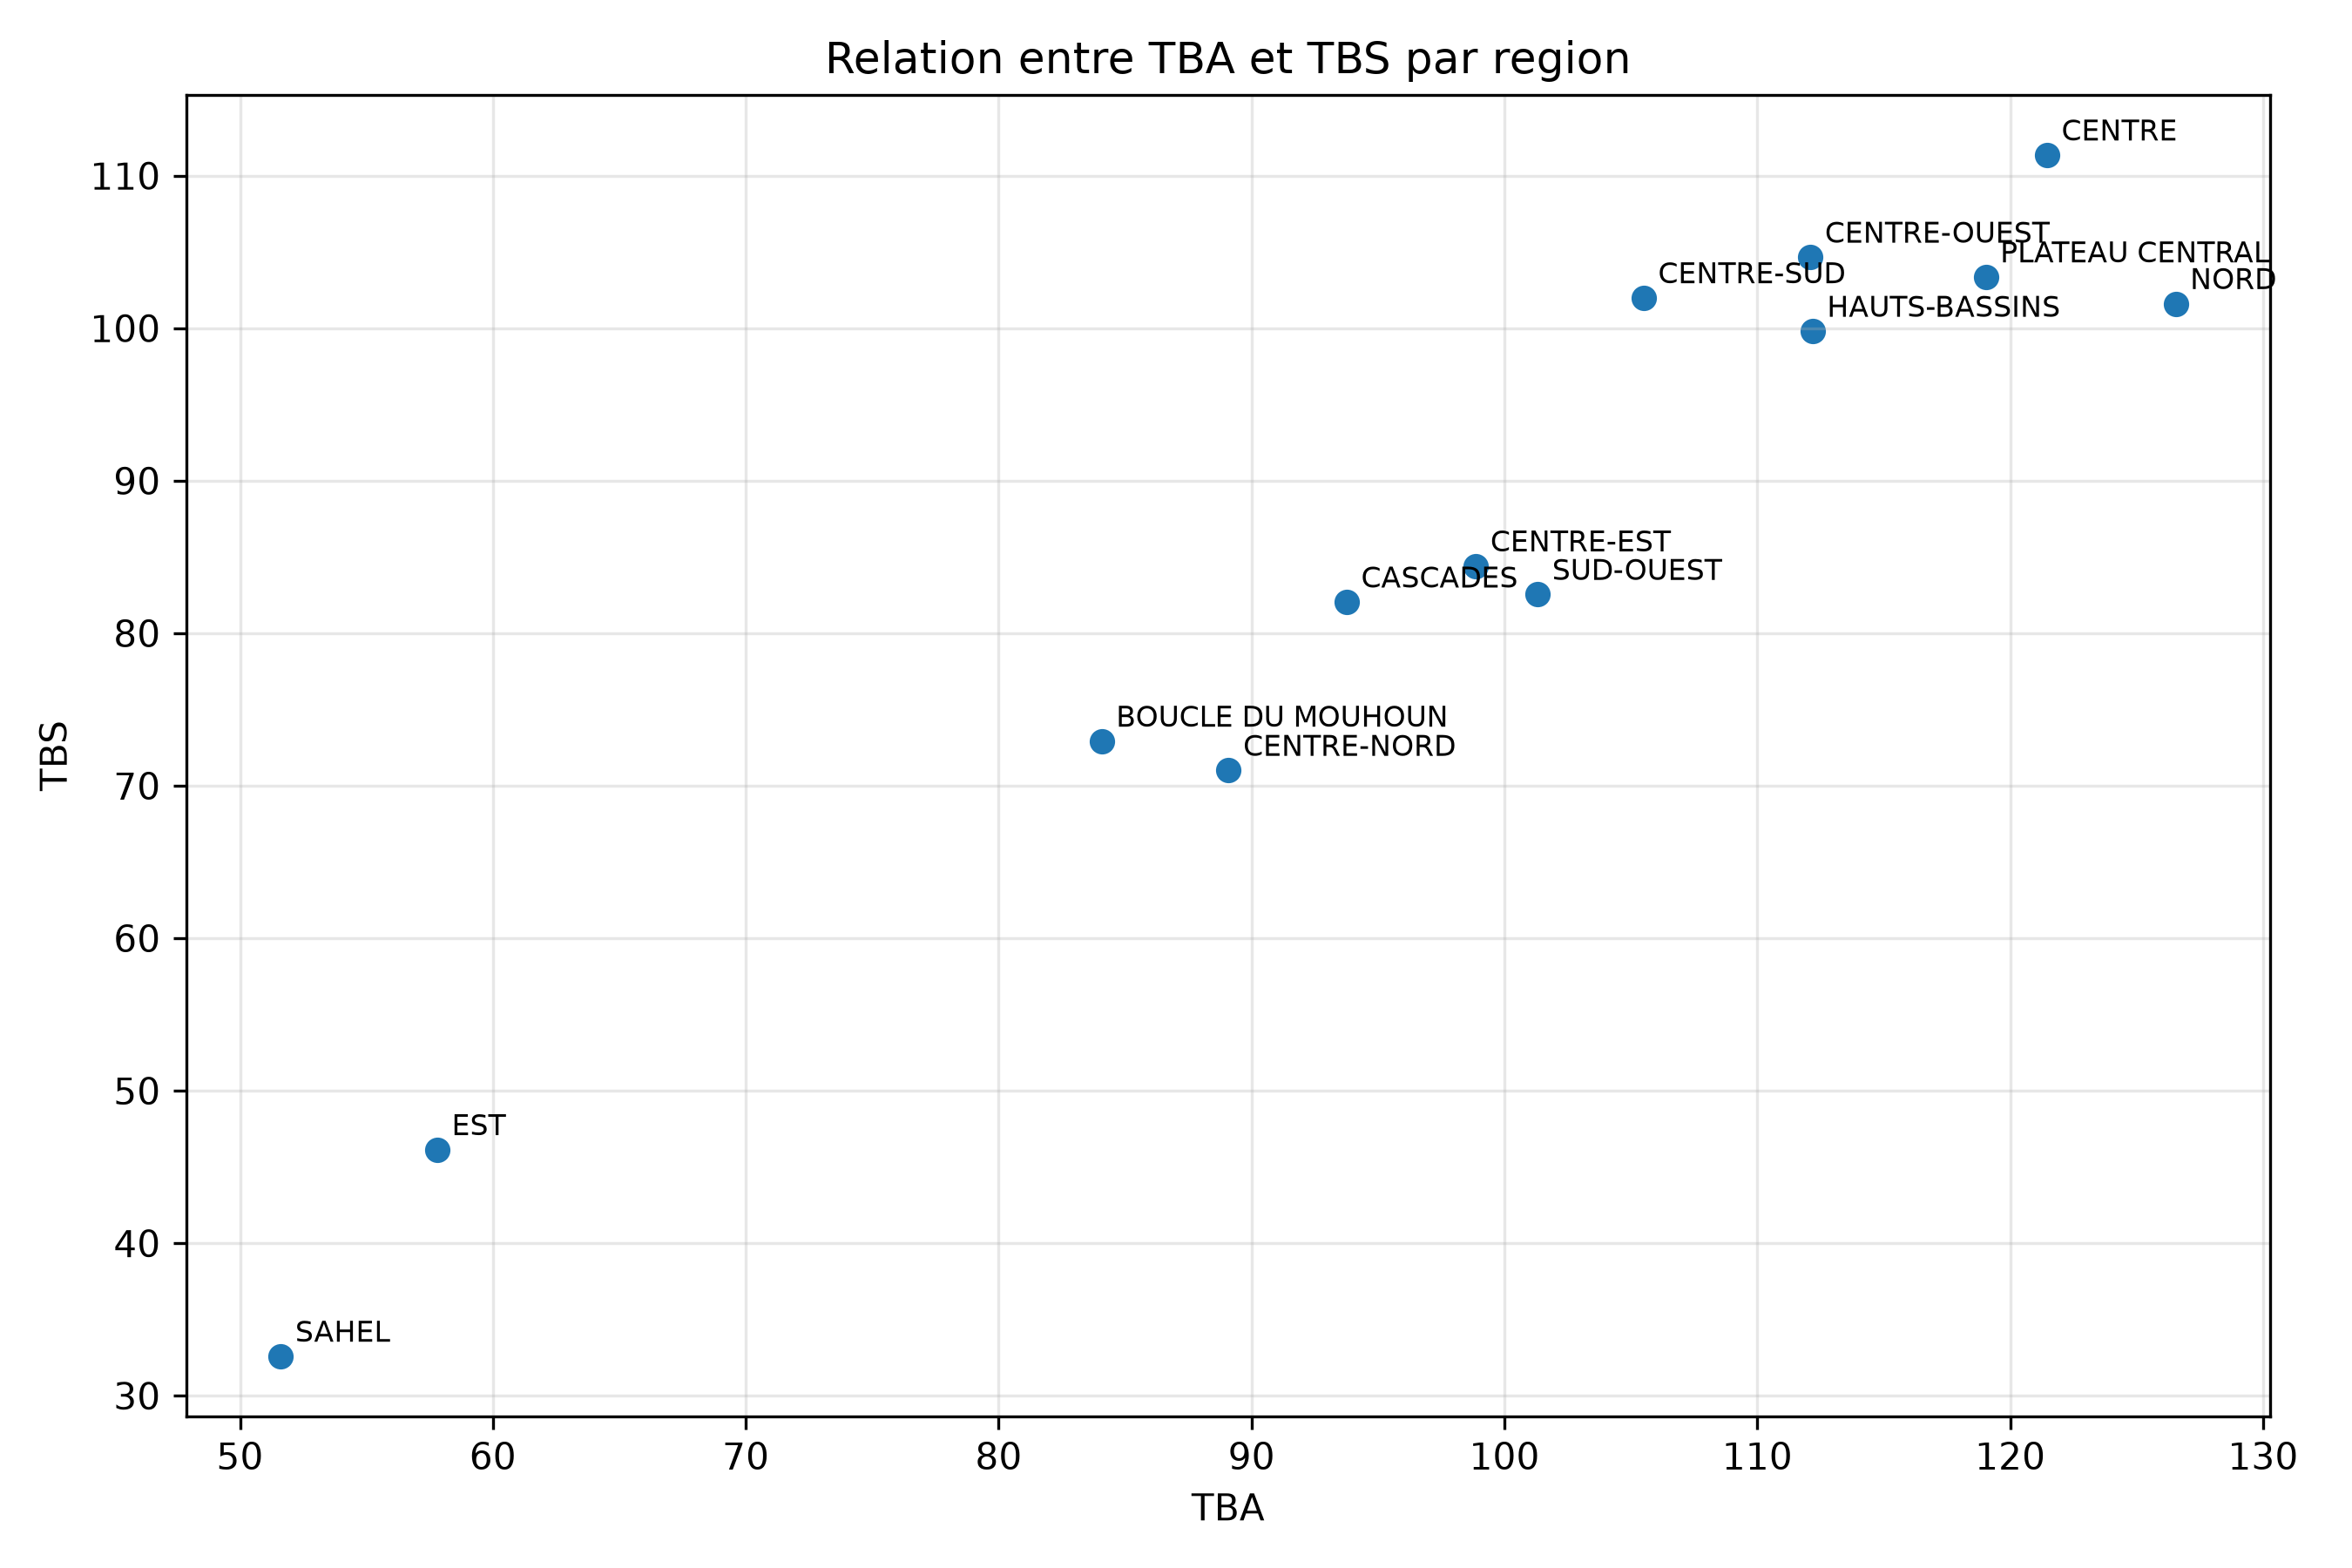 Relation entre TBA et TBS par region
CENTRE
110
CENTRE-OUEST
PLATEAU CENTRAL
CENTRE-SUD
NORD
HAUTS-BASSINS
100
90
CENTRE-EST
SUD-OUEST
CASCADES
80
BOUCLE DU MOUHOUN
CENTRE-NORD
TBS
70
60
50
EST
40
SAHEL
30
50 60 70 80 90 100 110 120 130
TBA